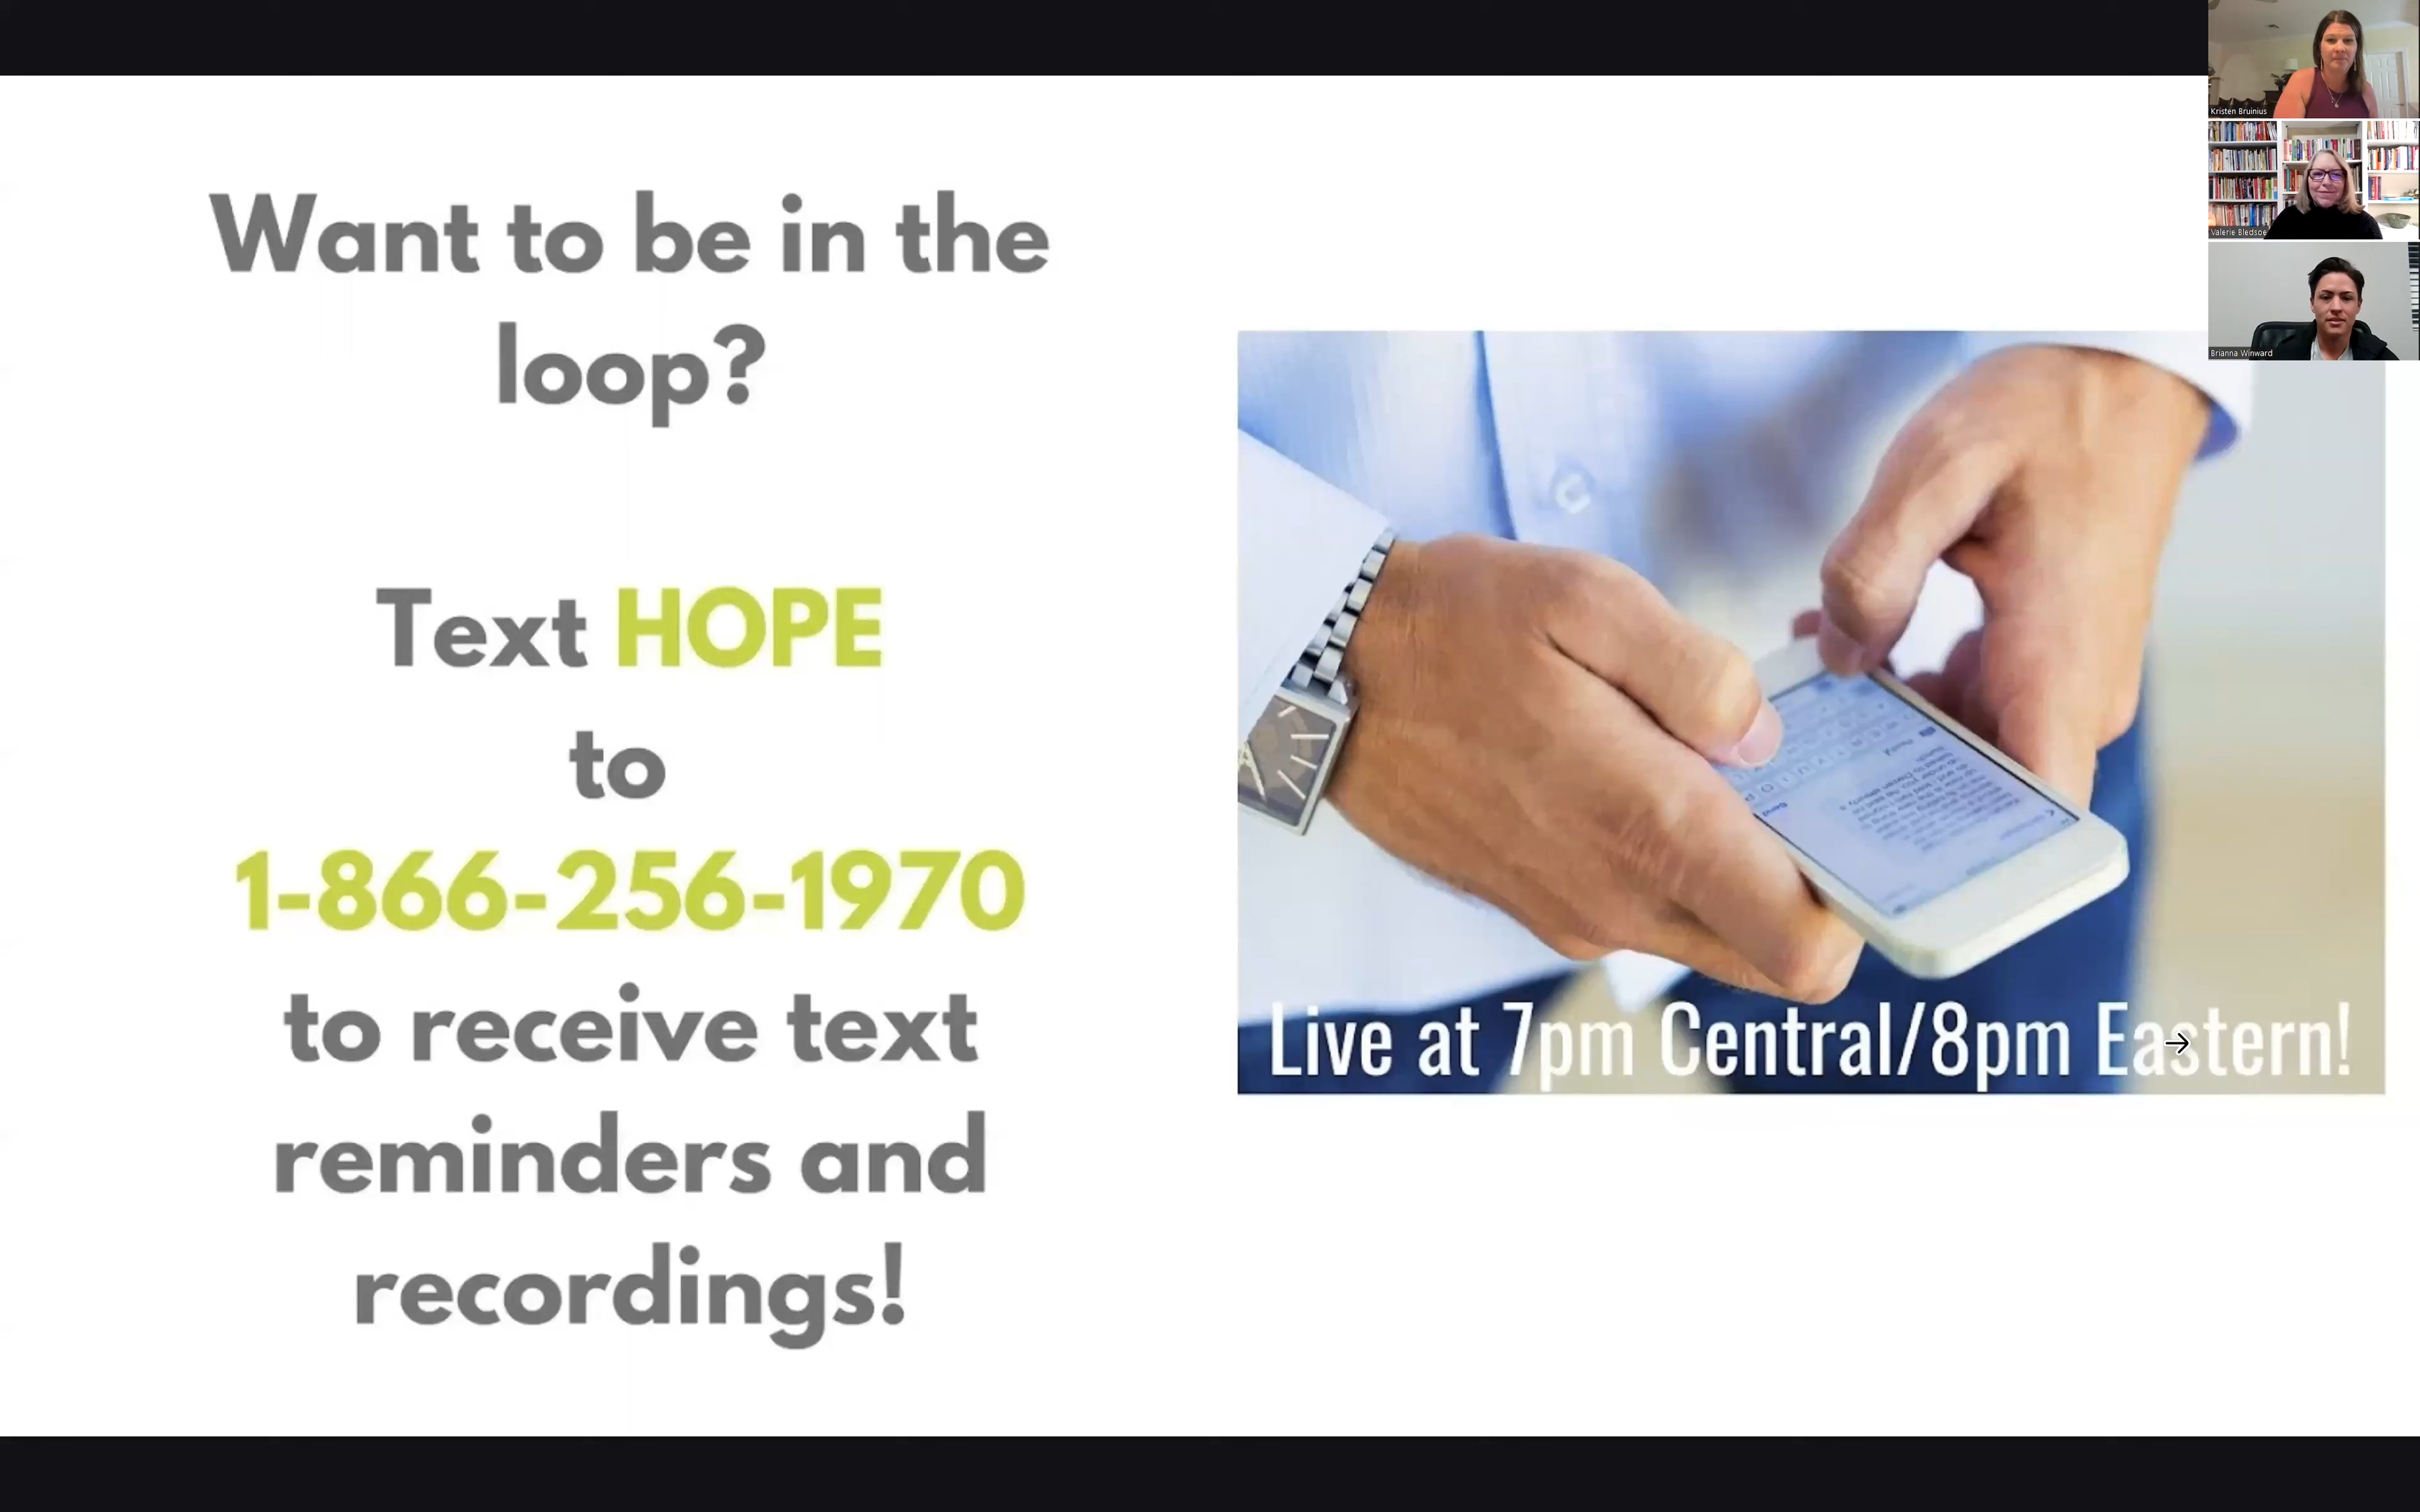 Want to be in the
loop?
Text HOPE
to
1-866-256-1970
to receive text
reminders and
recordings!
Live at 7pm Central/8pm Eastern!
Kristen Bruinius
Valerie Bledsoe
Brianna Winward